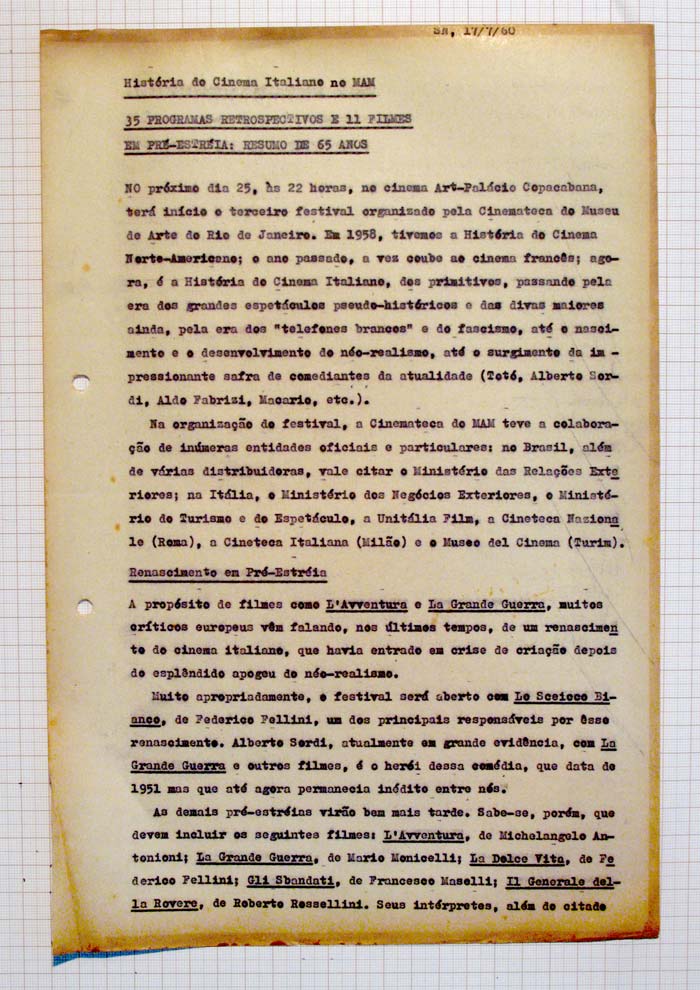 SN, 17/7/60
História do Cinema Italiano no MAM
35 PROGRAMAS RETROSPECTIVOS E 11 FILMES
EM PRÉ-ESTRÉIA: RESUMO DE 65 ANOS
NO próximo dia 25, às 22 horas, no cinema Art-Palácio Copacabana,
terá início o terceiro festival organizado pela Cinemateca do Museu
de Arte do Rio de Janeiro. Em 1958, tivemos a História do Cinema
Norte-Americano; o ano passado, a vez coube ao cinema francês; ago-
ra, é a História do Cinema Italiano, dos primitivos, passando pela
era dos grandes espetáculos pseudo-históricos e das divas maiores
ainda, pela era dos "telefones brancos" e do fascismo, até o nasci-
mento e o desenvolvimento do néo-realismo, até o surgimento da im -
pressionante safra de comediantes da atualidade (Totó, Alberto Sor-
di, Aldo Fabrizi, Macario, etc.).
Na organização do festival, a Cinemateca do MAM teve a colabora-
ção de inúmeras entidades oficiais e particulares: no Brasil, além
de várias distribuidoras, vale citar o Ministério das Relações Exte
riores; na Itália, o Ministério dos Negócios Exteriores, o Ministé-
rio do Turismo e do Espetáculo, a Unitália Film, a Cineteca Naziona
le (Roma), a Cineteca Italiana (Milão) e o Museo del Cinema (Turim).
Renascimento em Pré-Estréia
A propósito de filmes como L'Avventura e La Grande Guerra, muitos
críticos europeus vêm falando, nos últimos tempos, de um renascimen
to do cinema italiano, que havia entrado em crise de criação depois
do esplêndido apogeu do néo-realismo.
Muito apropriadamente, o festival será aberto com Lo Sceicco Bi-
anco, de Federico Fellini, um dos principais responsáveis por êsse
renascimento. Alberto Sordi, atualmente em grande evidência, com La
Grande Guerra e outros filmes, é o herói dessa comédia, que data de
1951 mas que até agora permanecia inédito entre nós.
As demais pré-estréias virão bem mais tarde. Sabe-se, porém, que
devem incluir os seguintes filmes: L'Avventura, de Michelangelo An-
tonioni; La Grande Guerra, de Mario Monicelli; La Dolce Vita, de Fe
derico Fellini; Gli Sbandati, de Francesco Maselli; Il Generale del-
la Rovere, de Roberto Rossellini. Seus intérpretes, além do citado